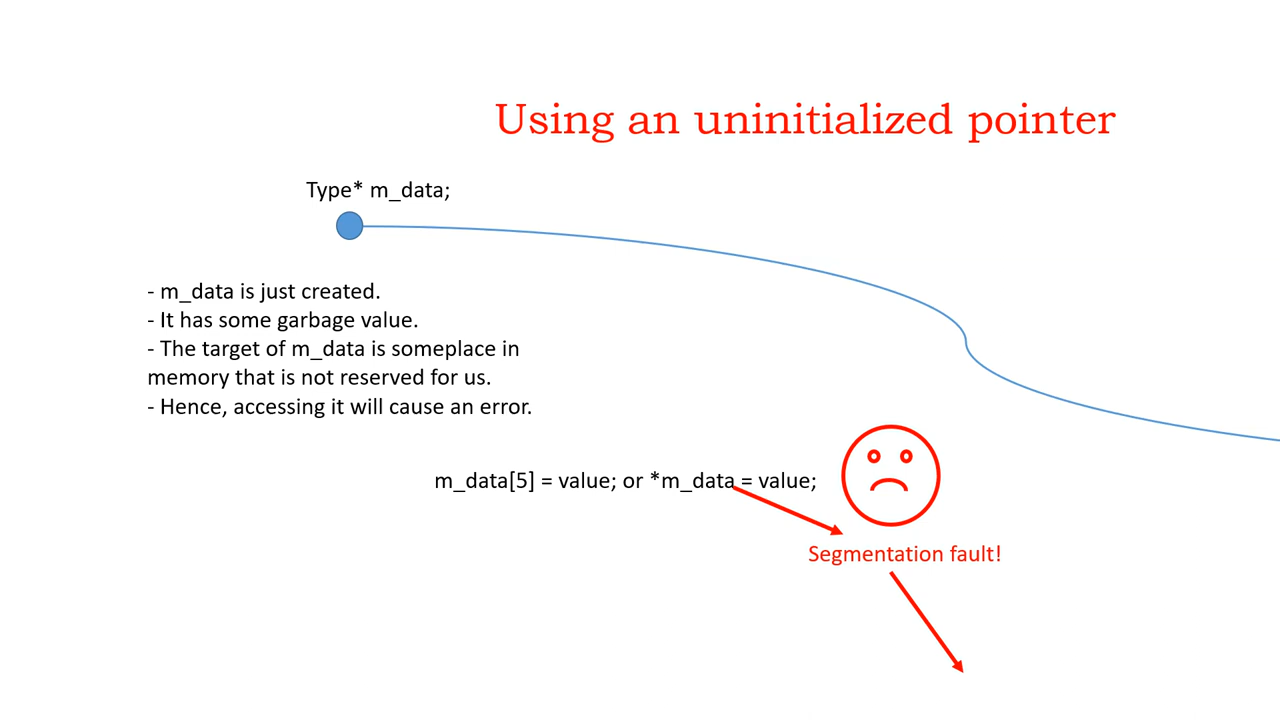 Using an uninitialized pointer
Type* m_data;
- m_data is just created.
- It has some garbage value.
- The target of m_data is someplace in
memory that is not reserved for us.
- Hence, accessing it will cause an error.
m_data[5] = value; or *m_data = value;
Segmentation fault!